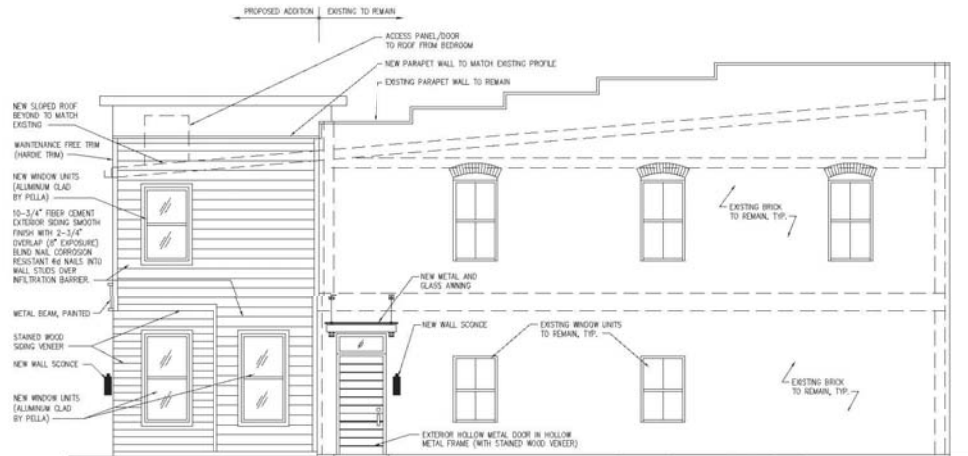 PROPOSED ADDITION
EXISTING TO REMAIN
ACCESS PANEL/DOOR
TO ROOF FROM BEDROOM
NEW PARAPET WALL TO MATCH EXISTING PROFILE
EXISTING PARAPET WALL TO REMAIN
NEW SLOPED ROOF
BEYOND TO MATCH
EXISTING
MAINTENANCE FREE TRIM
(HARDIE TRIM)
NEW WINDOW UNITS
(ALUMINUM CLAD
BY PELLA)
10-3/4" FIBER CEMENT
EXTERIOR SIDING SMOOTH
FINISH WITH 2-3/4"
OVERLAP (8" EXPOSURE)
BLIND NAIL CORROSION
RESISTANT 6d NAILS INTO
WALL STUDS OVER
INFILTRATION BARRIER.
METAL BEAM, PAINTED
STAINED WOOD
SIDING VENEER
NEW WALL SCONCE
NEW WINDOW UNITS
(ALUMINUM CLAD
BY PELLA)
EXISTING BRICK
TO REMAIN, TYP.
NEW METAL AND
GLASS AWNING
NEW WALL SCONCE
EXISTING WINDOW UNITS
TO REMAIN, TYP.
EXISTING BRICK
TO REMAIN, TYP.
EXTERIOR HOLLOW METAL DOOR IN HOLLOW
METAL FRAME (WITH STAINED WOOD VENEER)